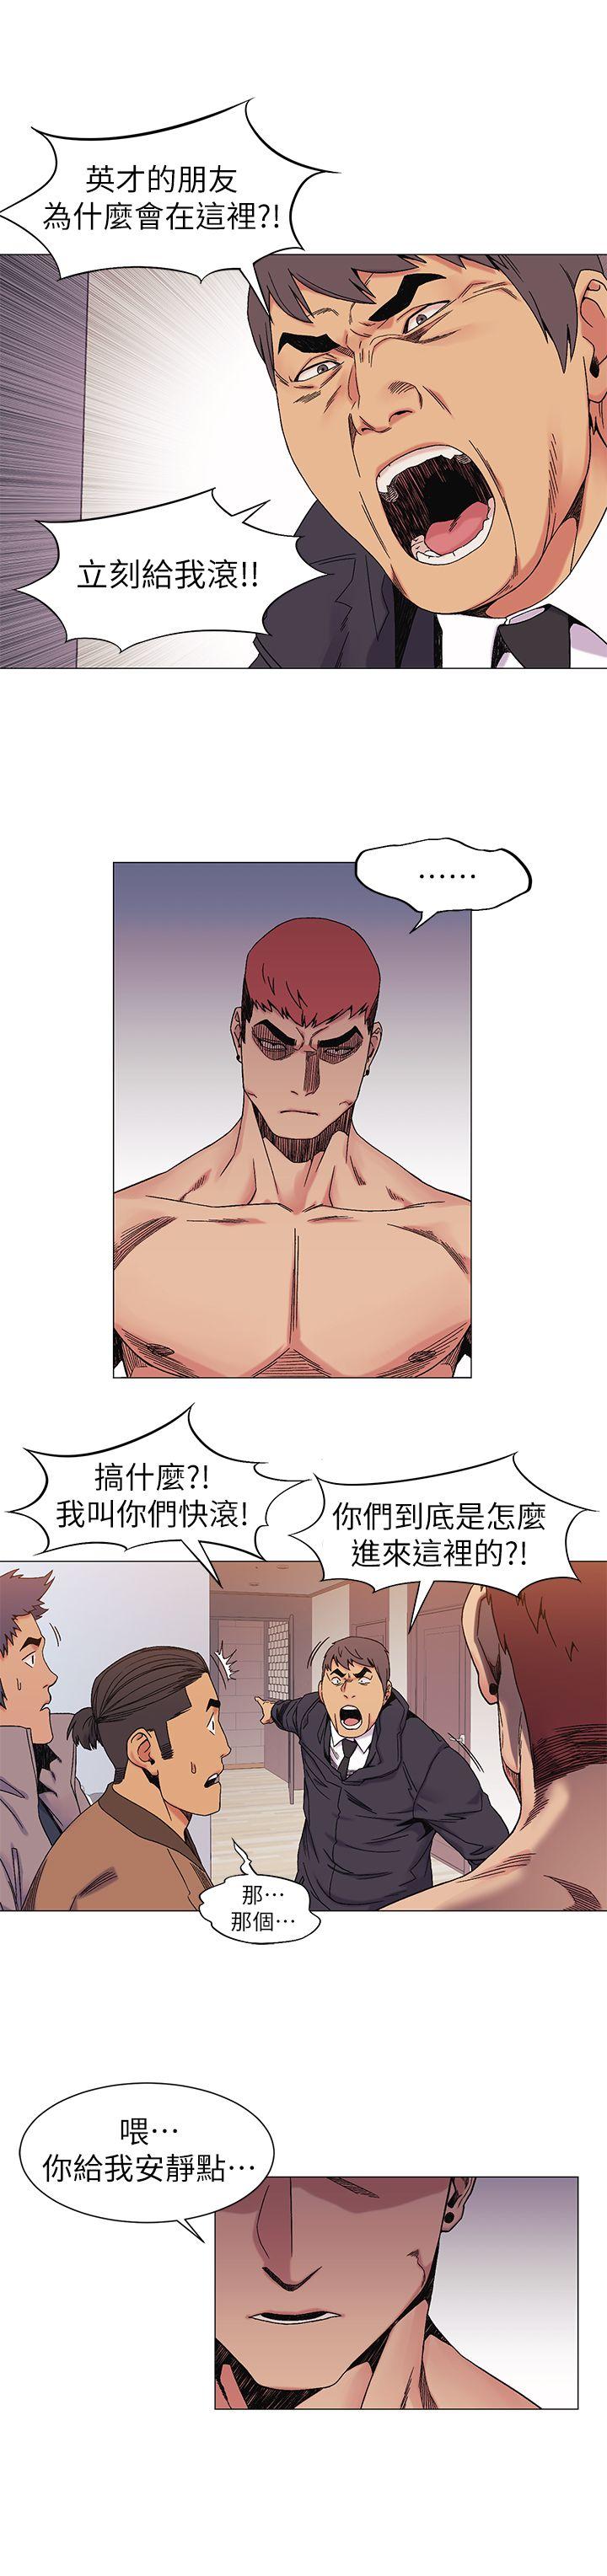 英才的朋友
為什麼會在這裡?!
立刻給我滾!!
……
搞什麼?!
我叫你們快滾!
你們到底是怎麼
進來這裡的?!
那…
那個…
喂…
你給我安靜點…